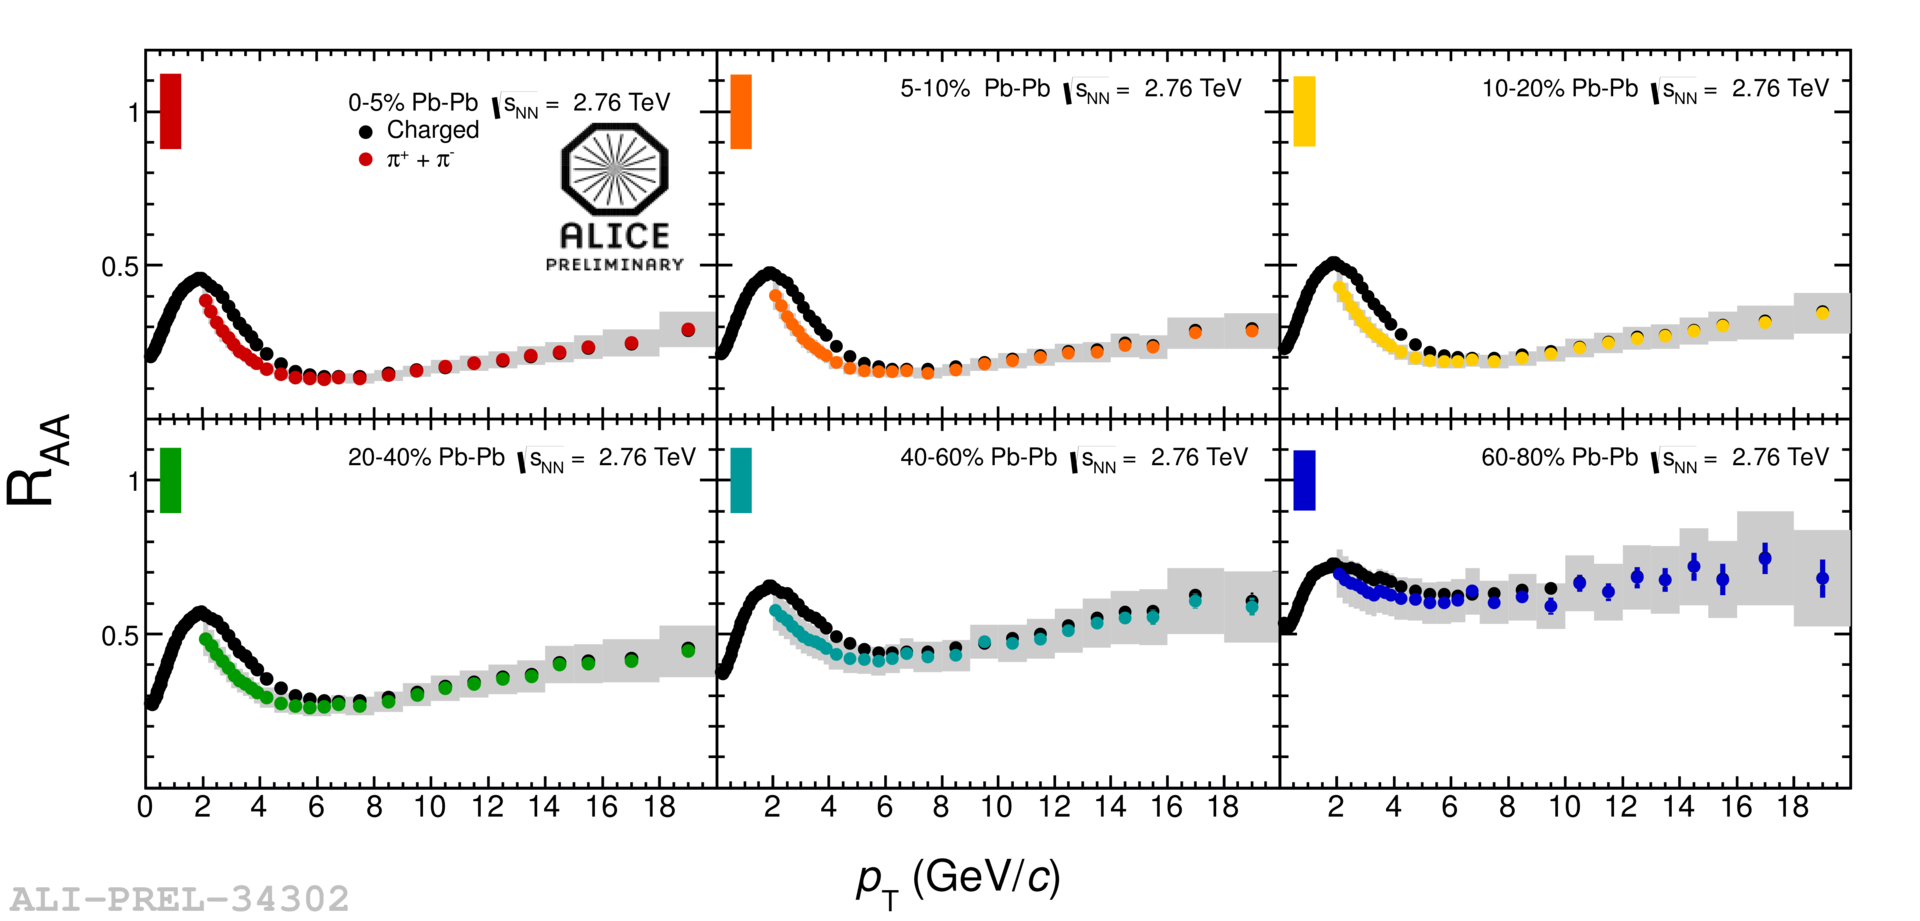 0-5% Pb-Pb √sNN = 2.76 TeV
Charged
π+ + π-
ALICE
PRELIMINARY
5-10% Pb-Pb √sNN = 2.76 TeV
10-20% Pb-Pb √sNN = 2.76 TeV
1
0.5
20-40% Pb-Pb √sNN = 2.76 TeV
40-60% Pb-Pb √sNN = 2.76 TeV
60-80% Pb-Pb √sNN = 2.76 TeV
1
0.5
RAA
0 2 4 6 8 10 12 14 16 18
2 4 6 8 10 12 14 16 18
2 4 6 8 10 12 14 16 18
pT (GeV/c)
ALI-PREL-34302